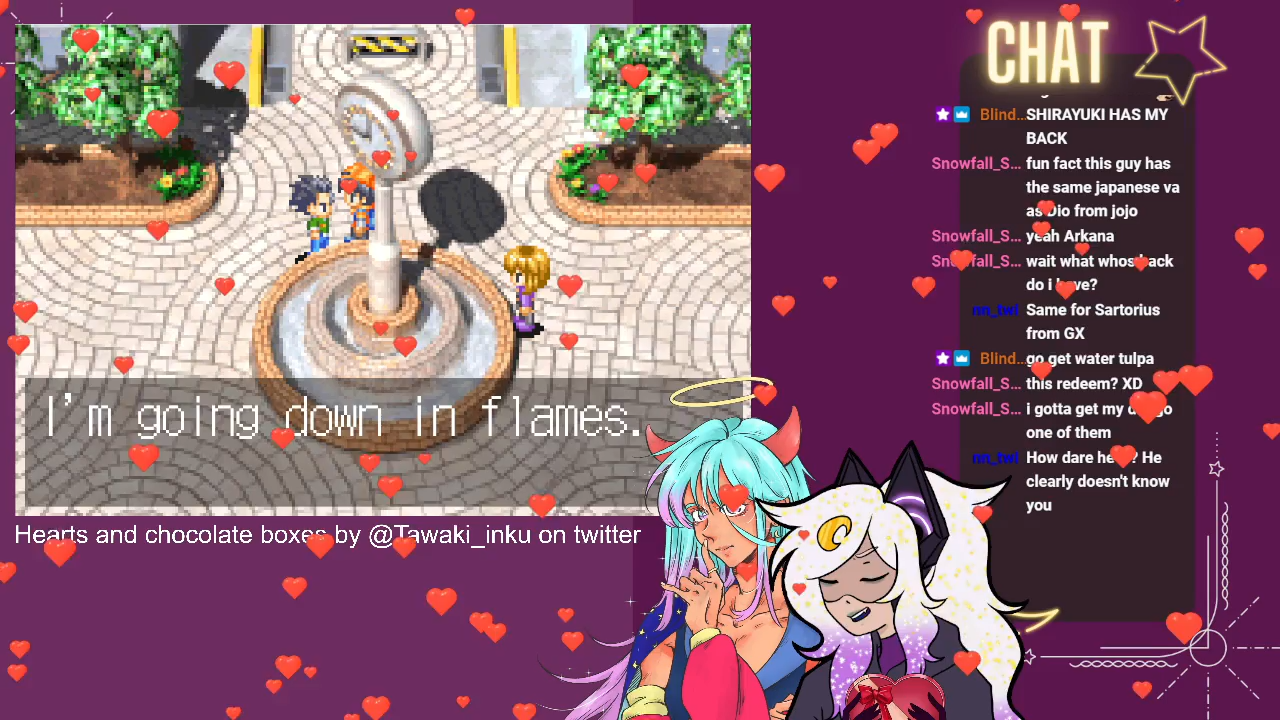 I'm going down in flames.
Hearts and chocolate boxes by @Tawaki_inku on twitter
CHAT
Blind...SHIRAYUKI HAS MY
BACK
Snowfall_S... fun fact this guy has
the same japanese va
as Dio from jojo
Snowfall_S... yeah Arkana
Snowfall_S... wait what whos back
do i have?
nn_twi Same for Sartorius
from GX
Blind...go get water tulpa
Snowfall_S... this redeem? XD
Snowfall_S... i gotta get my
one of them
nn_twi How dare He
clearly doesn't know
you